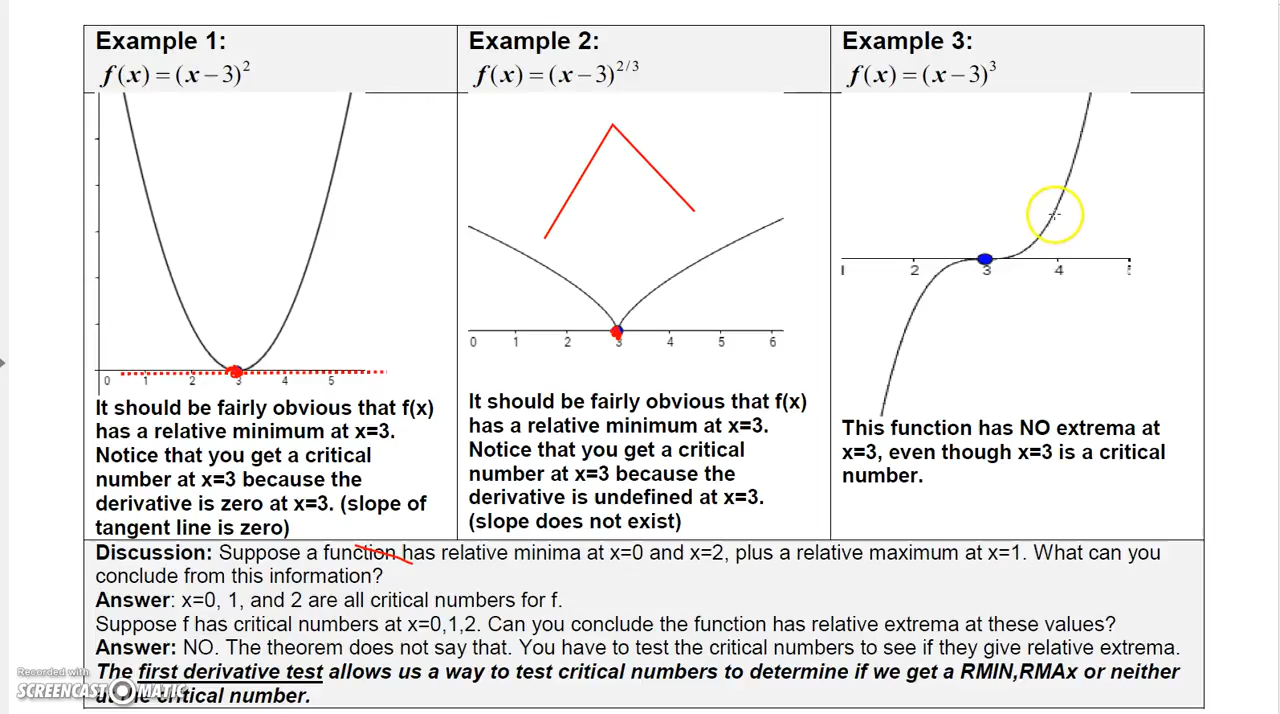 Example 1:
f(x) = (x – 3)²
Example 2:
f(x) = (x – 3)^2/3
Example 3:
f(x) = (x – 3)³
0 1 2 3 4 5
It should be fairly obvious that f(x)
has a relative minimum at x=3.
Notice that you get a critical
number at x=3 because the
derivative is zero at x=3. (slope of
tangent line is zero)
0 1 2 3 4 5 6
It should be fairly obvious that f(x)
has a relative minimum at x=3.
Notice that you get a critical
number at x=3 because the
derivative is undefined at x=3.
(slope does not exist)
2 3 4
This function has NO extrema at
x=3, even though x=3 is a critical
number.
Discussion: Suppose a function has relative minima at x=0 and x=2, plus a relative maximum at x=1. What can you
conclude from this information?
Answer: x=0, 1, and 2 are all critical numbers for f.
Suppose f has critical numbers at x=0,1,2. Can you conclude the function has relative extrema at these values?
Answer: NO. The theorem does not say that. You have to test the critical numbers to see if they give relative extrema.
The first derivative test allows us a way to test critical numbers to determine if we get a RMIN,RMAx or neither
at the critical number.
Recorded with
SCREENCAST MATIC